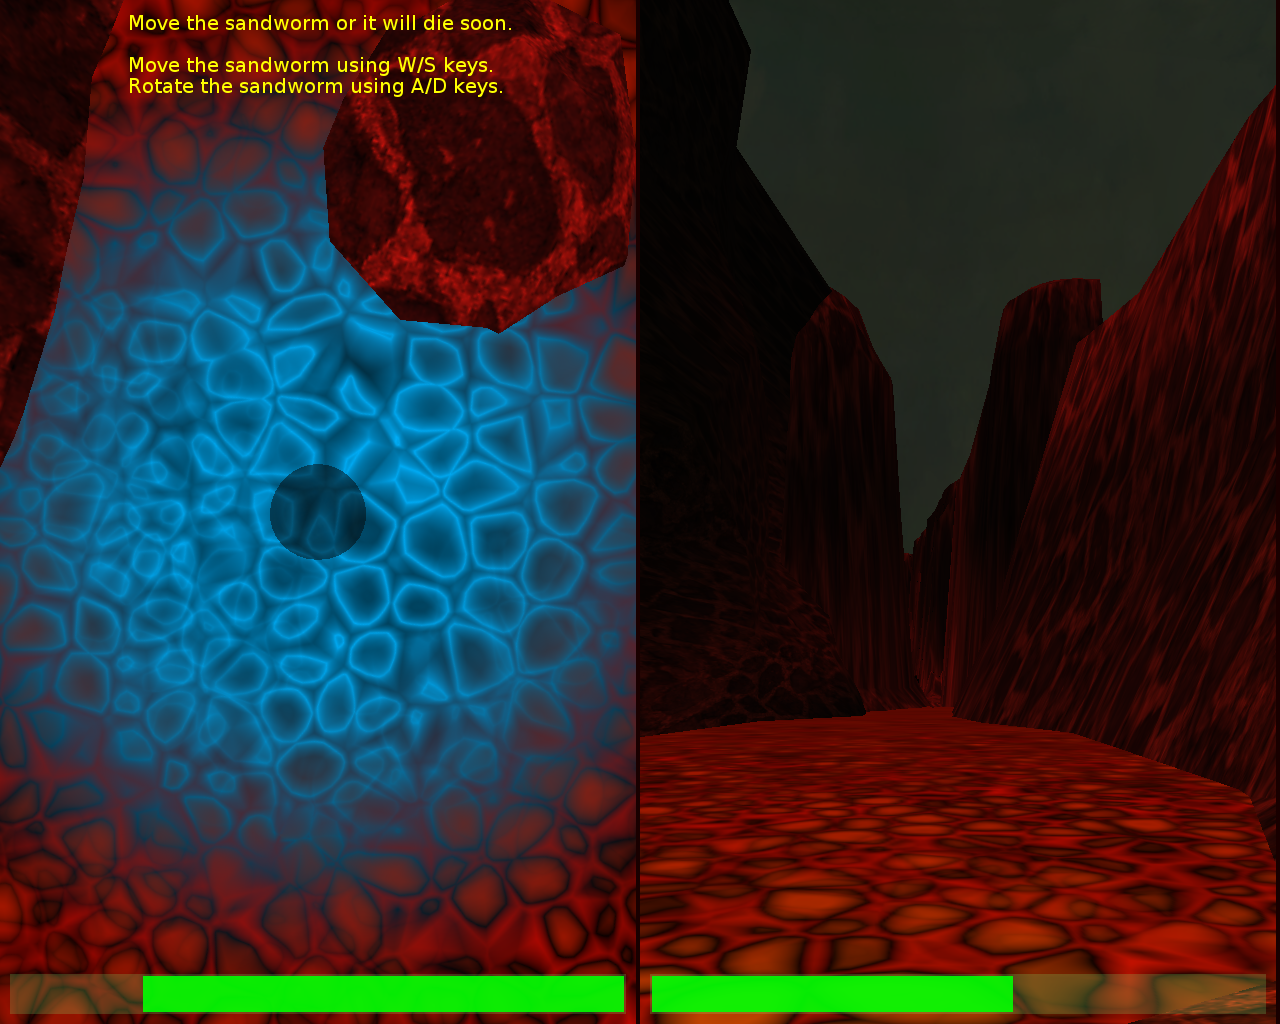 Move the sandworm or it will die soon.
Move the sandworm using W/S keys.
Rotate the sandworm using A/D keys.